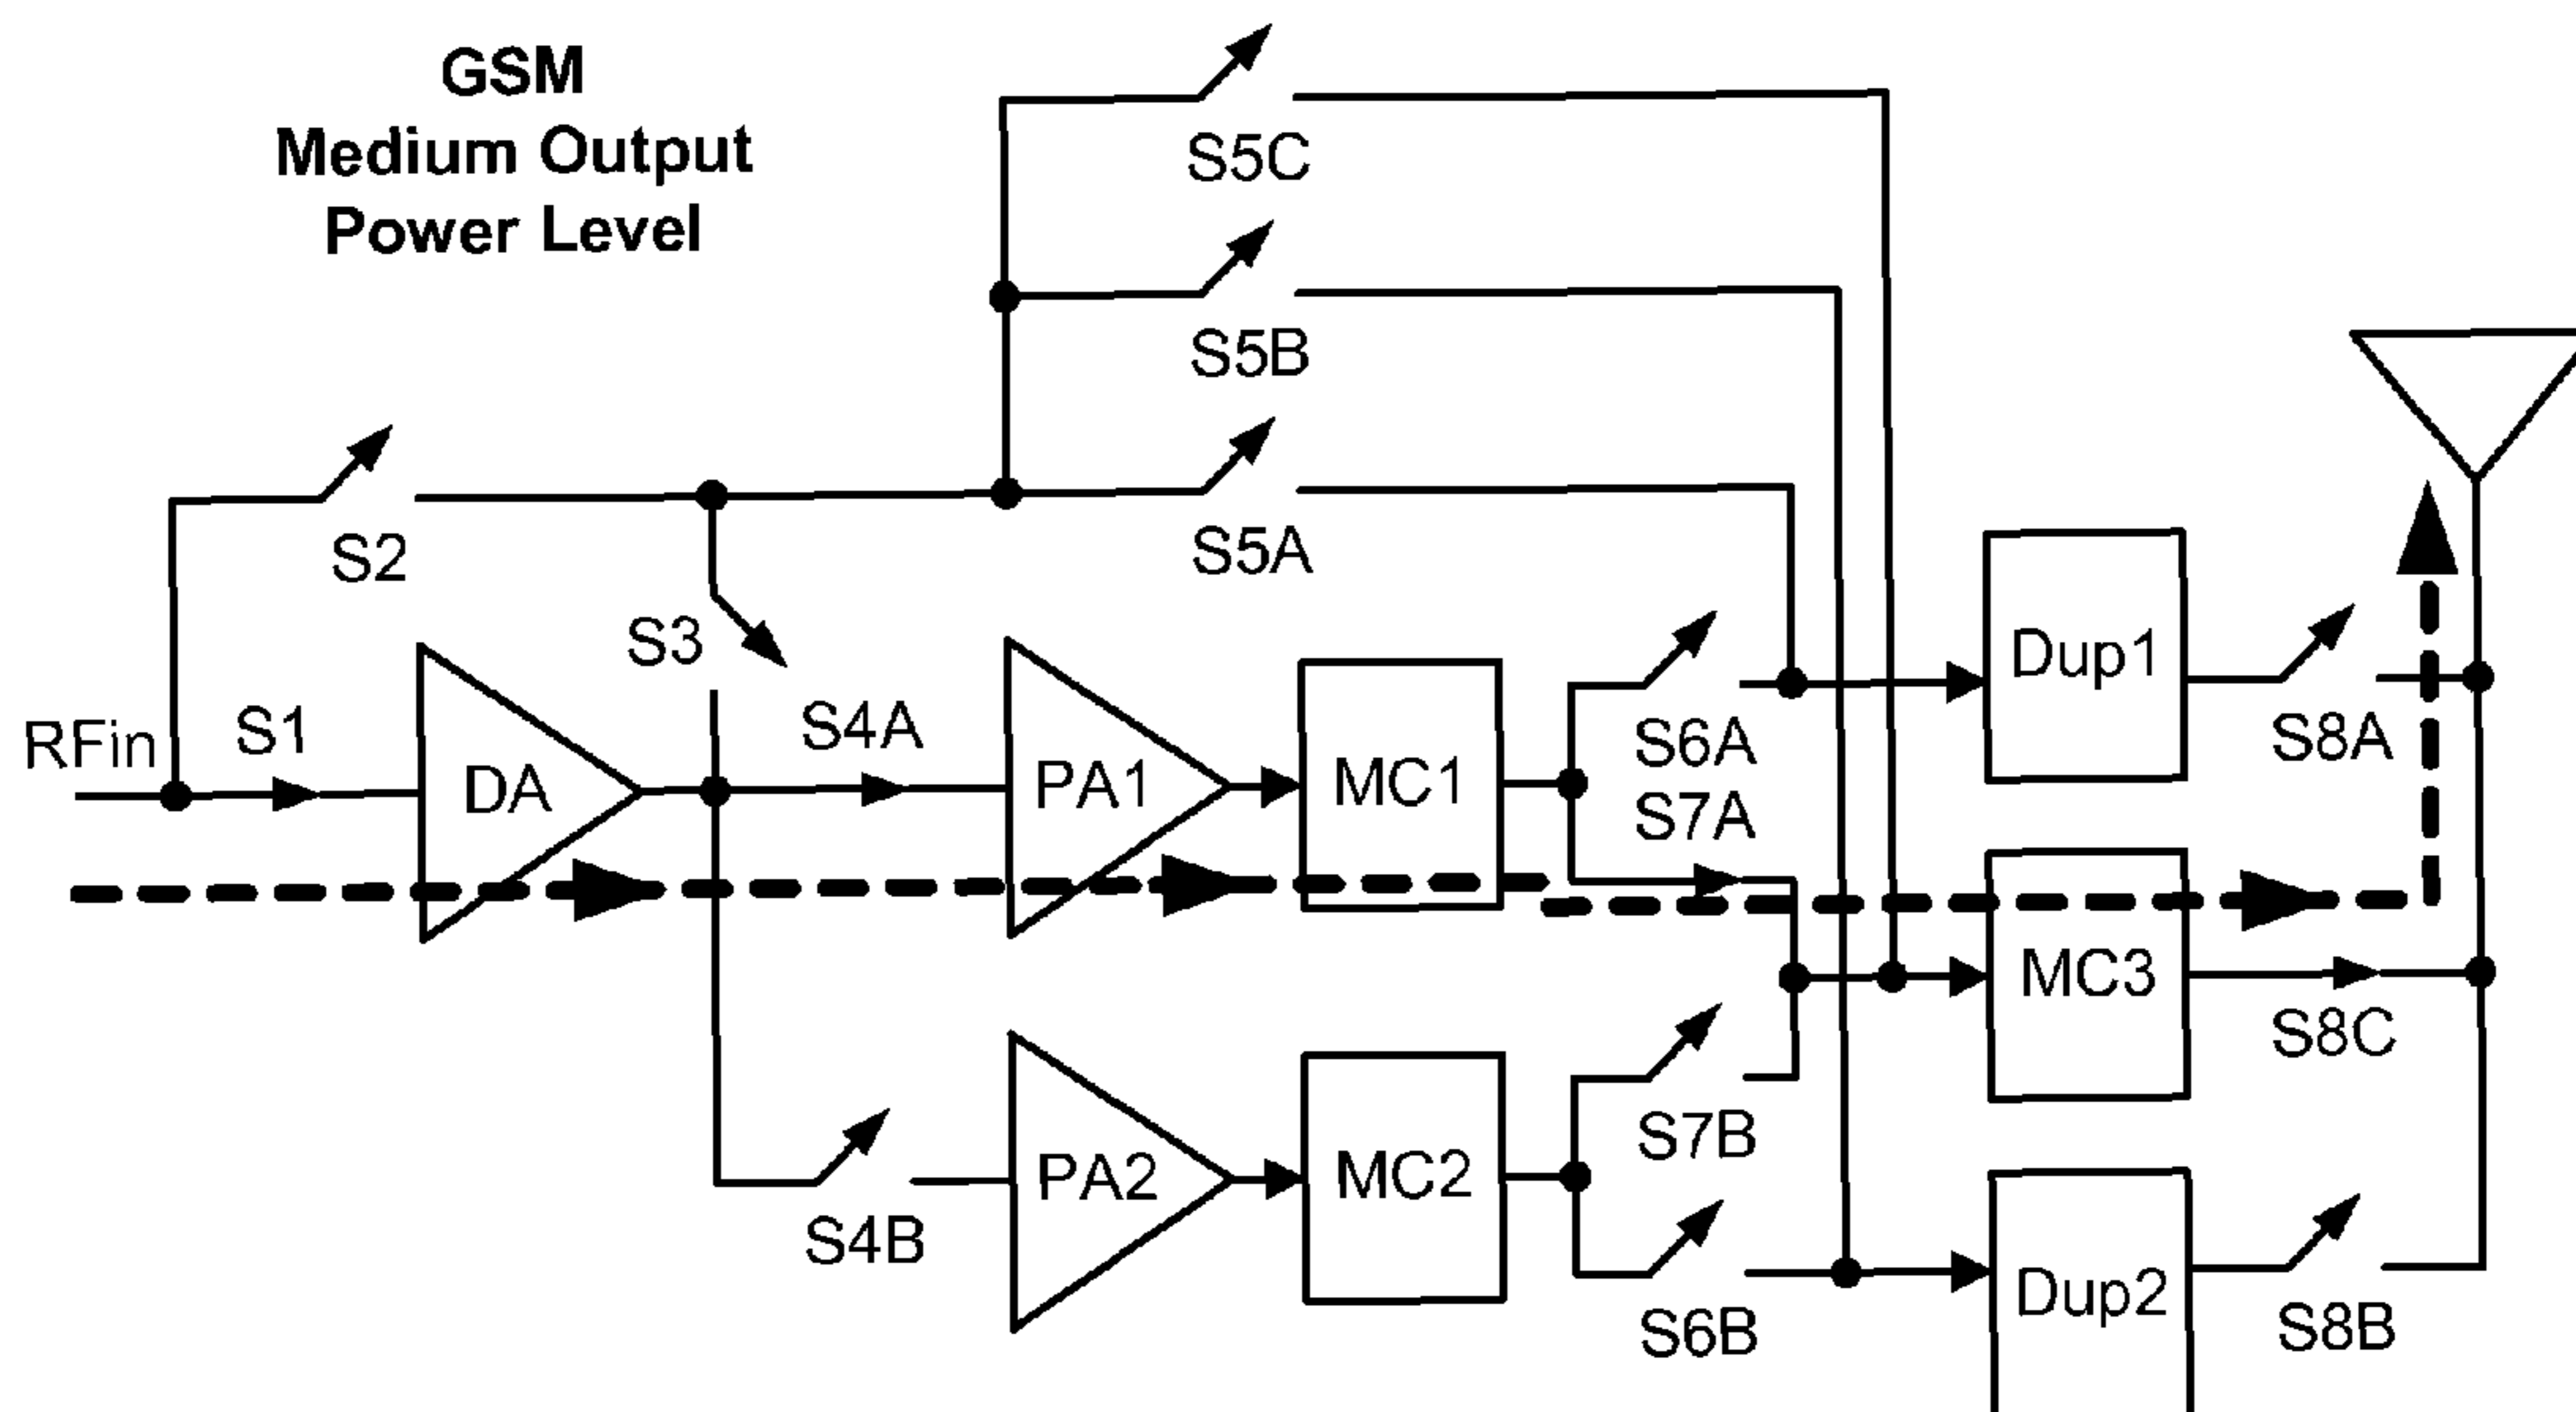 GSM
Medium Output
Power Level
S5C
S5B
S2
S5A
S3
RFin
S1
S4A
DA
PA1
MC1
S6A
S7A
Dup1
S8A
MC3
S8C
S4B
PA2
MC2
S7B
S6B
Dup2
S8B